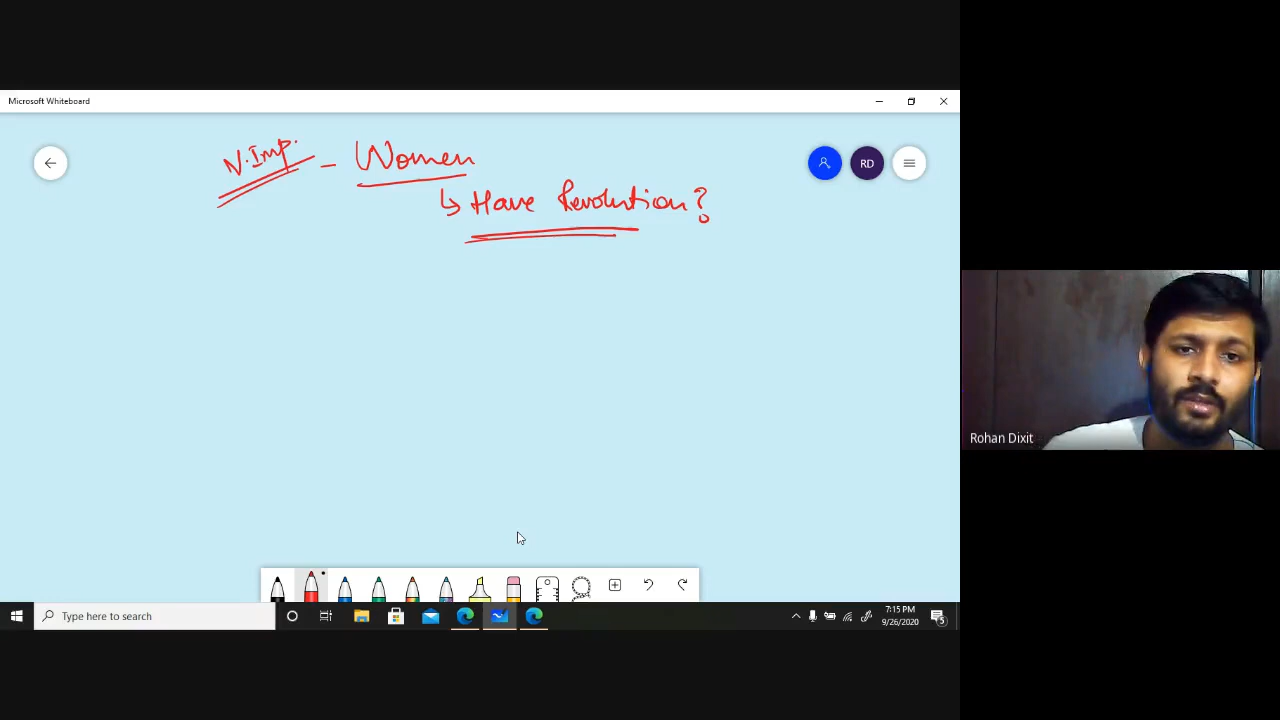 Microsoft Whiteboard
V. Imp. - Women
↳ Have Revolution?
RD
Rohan Dixit
Type here to search
7:15 PM
9/26/2020
5